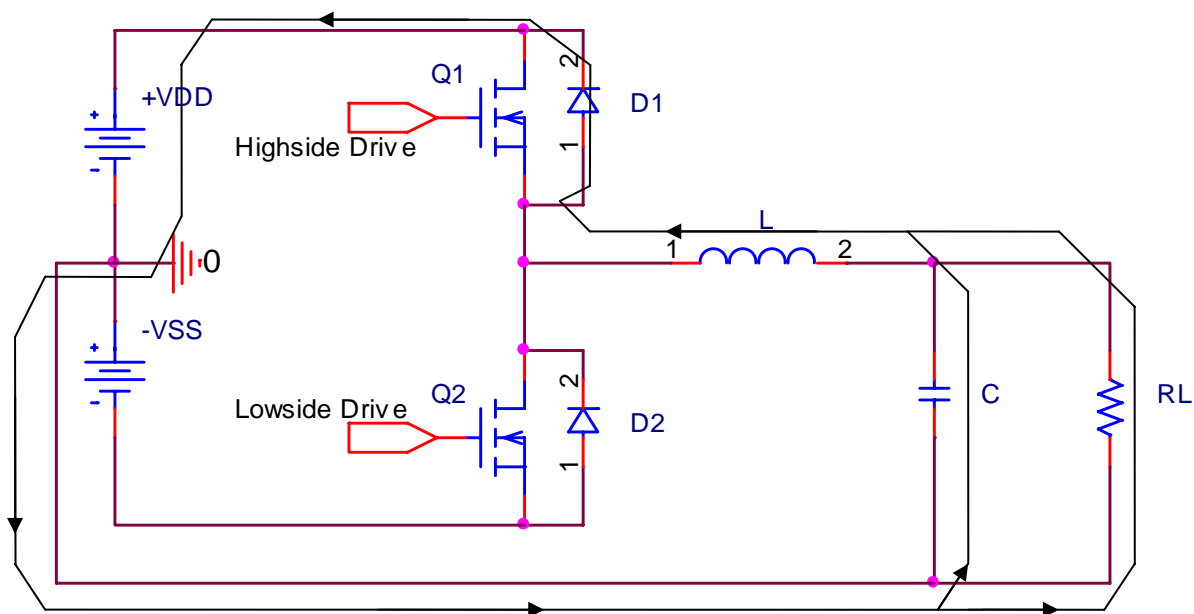 +VDD
+
-
Q1
Highside Drive
2
D1
1
0
L
1
2
-VSS
+
-
Q2
Lowside Drive
2
D2
1
C
RL